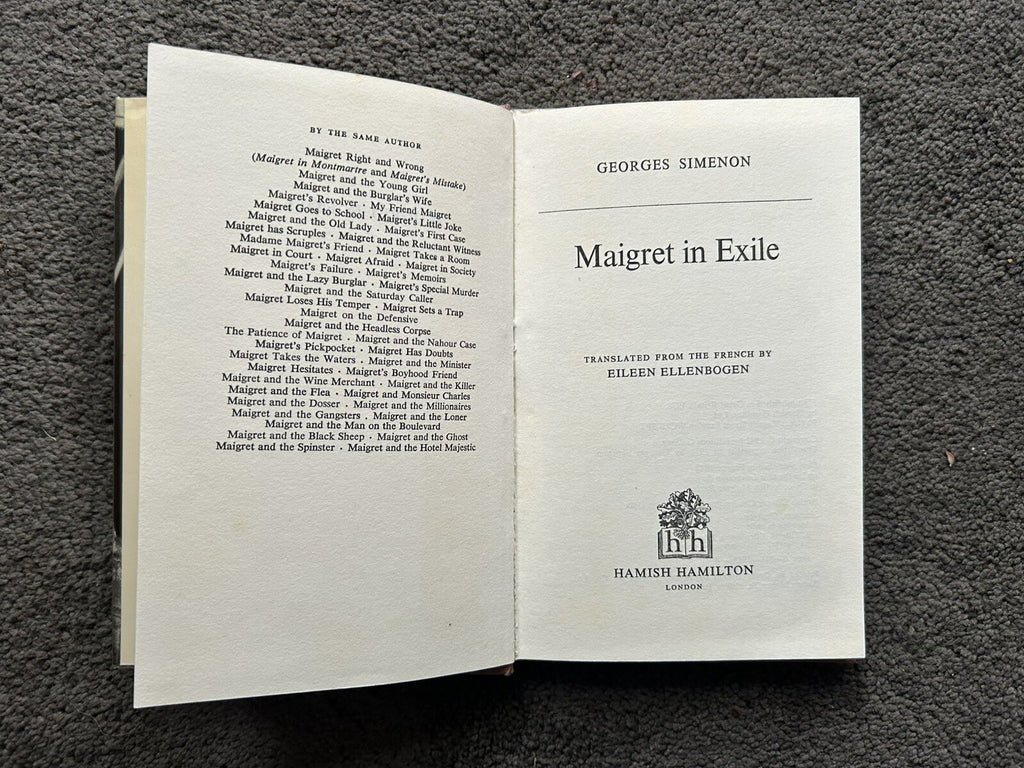 BY THE SAME AUTHOR
Maigret Right and Wrong
(Maigret in Montmartre and Maigret's Mistake)
Maigret and the Young Girl
Maigret and the Burglar's Wife
Maigret's Revolver · My Friend Maigret
Maigret Goes to School · Maigret's Little Joke
Maigret and the Old Lady · Maigret's First Case
Maigret has Scruples · Maigret and the Reluctant Witness
Madame Maigret's Friend · Maigret Takes a Room
Maigret in Court · Maigret Afraid · Maigret in Society
Maigret's Failure · Maigret's Memoirs
Maigret and the Lazy Burglar · Maigret's Special Murder
Maigret and the Saturday Caller
Maigret Loses His Temper · Maigret Sets a Trap
Maigret on the Defensive
Maigret and the Headless Corpse
The Patience of Maigret · Maigret and the Nahour Case
Maigret's Pickpocket · Maigret Has Doubts
Maigret Takes the Waters · Maigret and the Minister
Maigret Hesitates · Maigret's Boyhood Friend
Maigret and the Wine Merchant · Maigret and the Killer
Maigret and the Flea · Maigret and Monsieur Charles
Maigret and the Dosser · Maigret and the Millionaires
Maigret and the Gangsters . Maigret and the Loner
Maigret and the Man on the Boulevard
Maigret and the Black Sheep · Maigret and the Ghost
Maigret and the Spinster · Maigret and the Hotel Majestic
GEORGES SIMENON
Maigret in Exile
TRANSLATED FROM THE FRENCH BY
EILEEN ELLENBOGEN
h h
HAMISH HAMILTON
LONDON